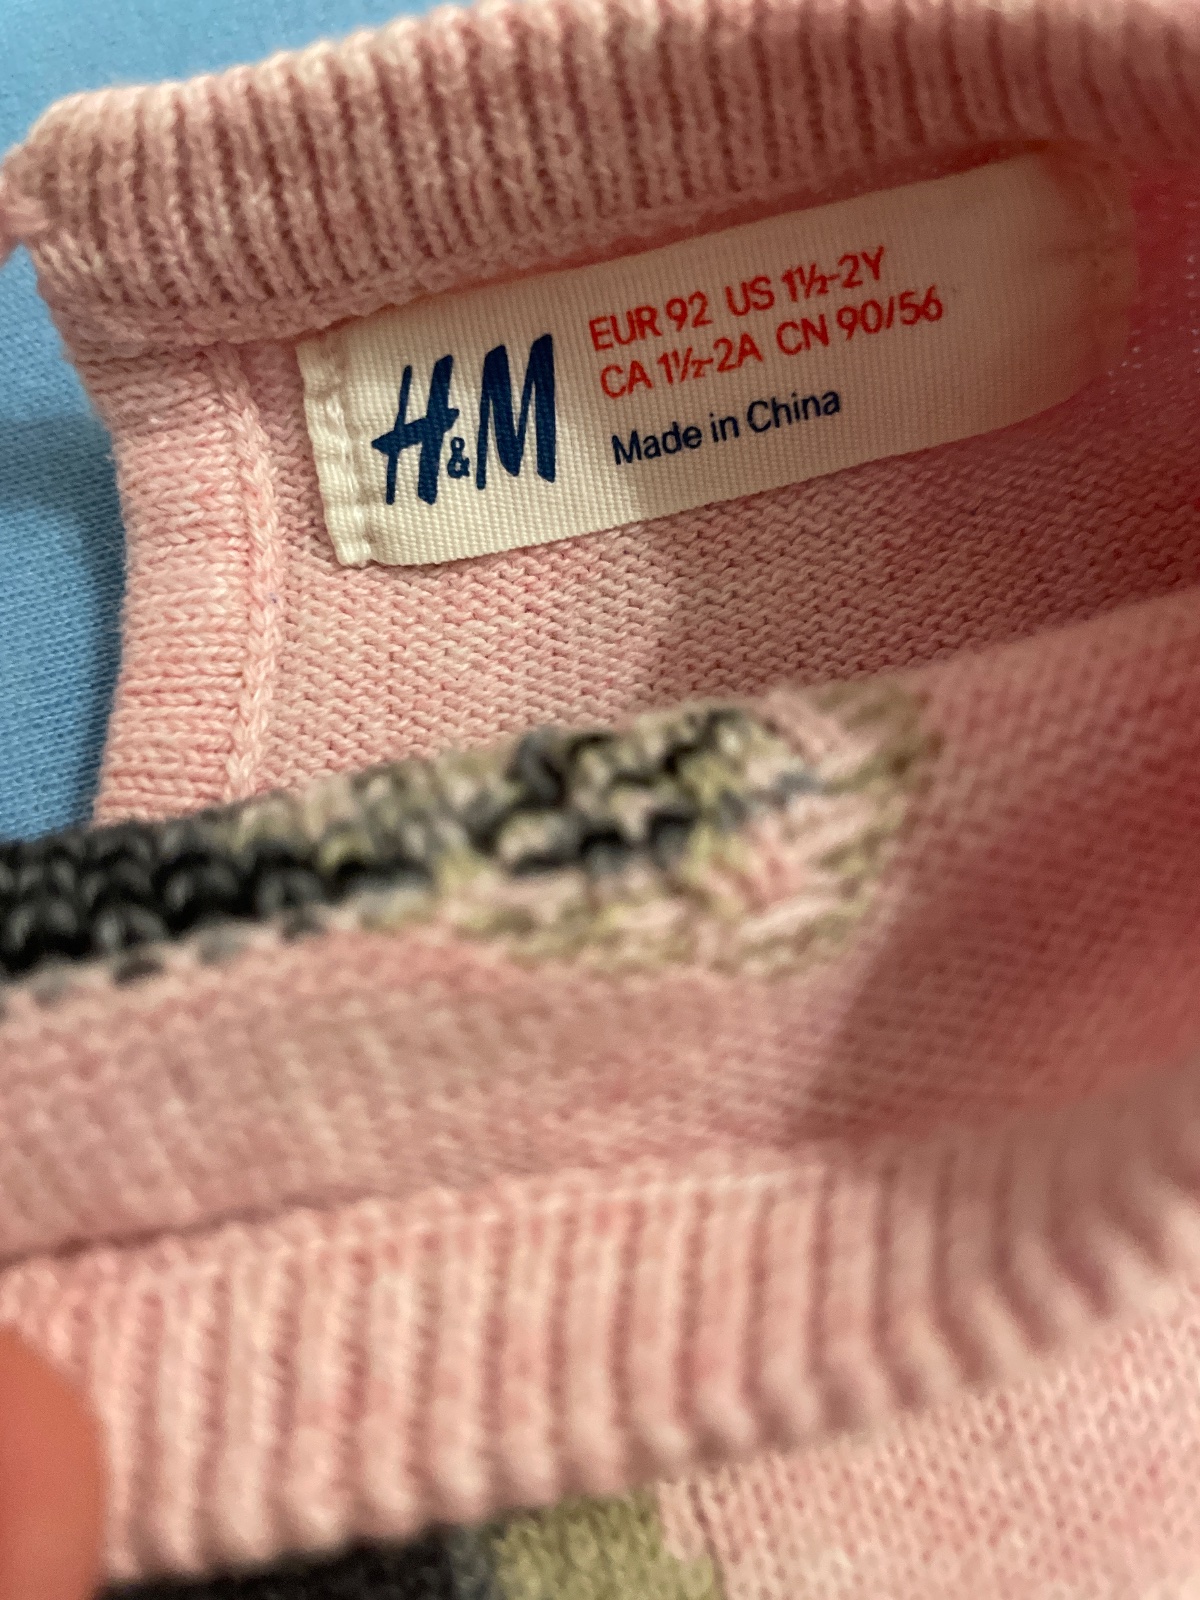 H&M
EUR 92 US 1½-2Y
CA 1½-2A CN 90/56
Made in China